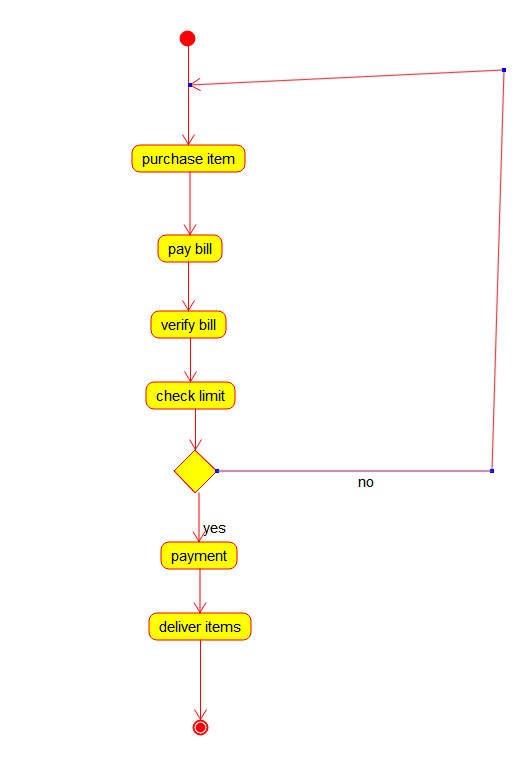 purchase item
pay bill
verify bill
check limit
no
yes
payment
deliver items